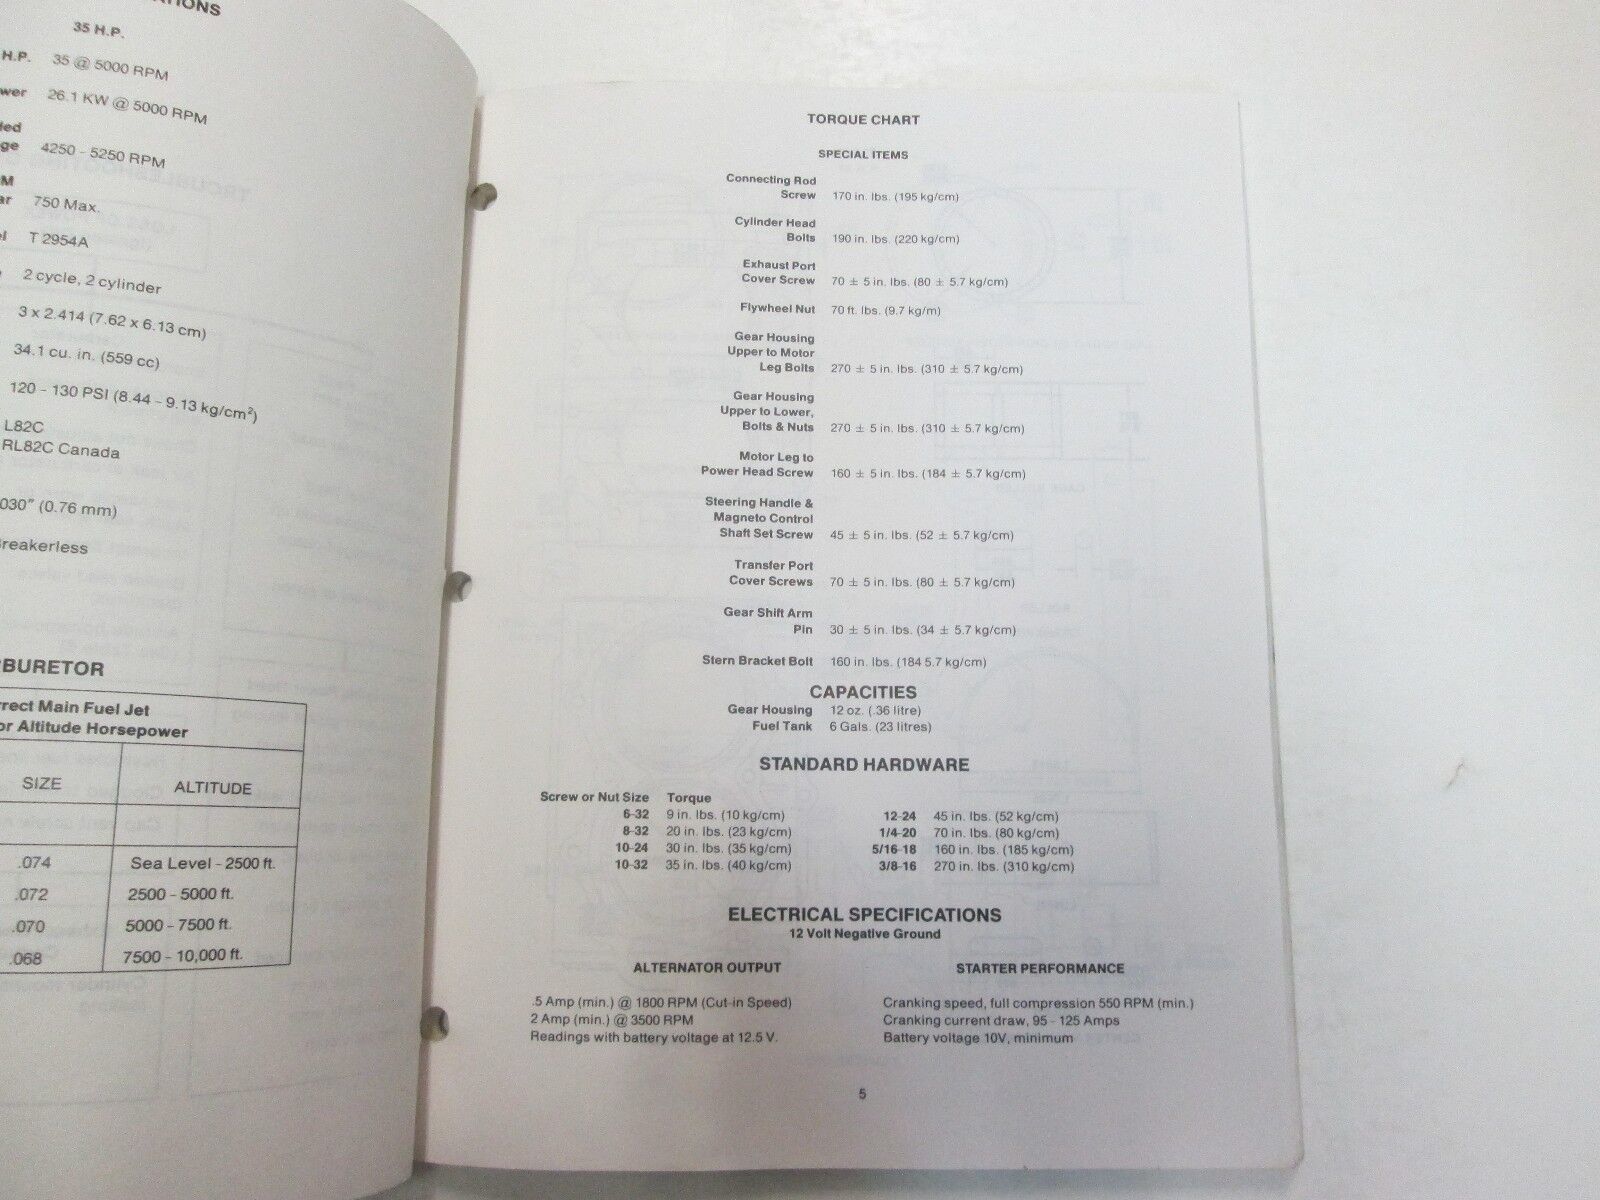 35 H.P.
H.P. 35 @ 5000 RPM
26.1 KW @ 5000 RPM
4250 - 5250 RPM
750 Max.
T 2954A
2 cycle, 2 cylinder
3 x 2.414 (7.62 x 6.13 cm)
34.1 cu. in. (559 cc)
120 - 130 PSI (8.44 - 9.13 kg/cm²)
L82C
RL82C Canada
030" (0.76 mm)
reakerless
BURETOR
rrect Main Fuel Jet
or Altitude Horsepower
SIZE ALTITUDE
.074 Sea Level - 2500 ft.
.072 2500 - 5000 ft.
.070 5000 - 7500 ft.
.068 7500 - 10,000 ft.
TORQUE CHART
SPECIAL ITEMS
Connecting Rod
Screw 170 in. lbs. (195 kg/cm)
Cylinder Head
Bolts 190 in. lbs. (220 kg/cm)
Exhaust Port
Cover Screw 70 ± 5 in. lbs. (80 ± 5.7 kg/cm)
Flywheel Nut 70 ft. lbs. (9.7 kg/m)
Gear Housing
Upper to Motor
Leg Bolts 270 ± 5 in. lbs. (310 ± 5.7 kg/cm)
Gear Housing
Upper to Lower,
Bolts & Nuts 270 ± 5 in. lbs. (310 ± 5.7 kg/cm)
Motor Leg to
Power Head Screw 160 ± 5 in. lbs. (184 ± 5.7 kg/cm)
Steering Handle &
Magneto Control
Shaft Set Screw 45 ± 5 in. lbs. (52 ± 5.7 kg/cm)
Transfer Port
Cover Screws 70 ± 5 in. lbs. (80 ± 5.7 kg/cm)
Gear Shift Arm
Pin 30 ± 5 in. lbs. (34 ± 5.7 kg/cm)
Stern Bracket Bolt 160 in. lbs. (184 5.7 kg/cm)
CAPACITIES
Gear Housing 12 oz. (.36 litre)
Fuel Tank 6 Gals. (23 litres)
STANDARD HARDWARE
Screw or Nut Size Torque
6-32 9 in. lbs. (10 kg/cm) 12-24 45 in. lbs. (52 kg/cm)
8-32 20 in. lbs. (23 kg/cm) 1/4-20 70 in. lbs. (80 kg/cm)
10-24 30 in. lbs. (35 kg/cm) 5/16-18 160 in. lbs. (185 kg/cm)
10-32 35 in. lbs. (40 kg/cm) 3/8-16 270 in. lbs. (310 kg/cm)
ELECTRICAL SPECIFICATIONS
12 Volt Negative Ground
ALTERNATOR OUTPUT
.5 Amp (min.) @ 1800 RPM (Cut-in Speed)
2 Amp (min.) @ 3500 RPM
Readings with battery voltage at 12.5 V.
STARTER PERFORMANCE
Cranking speed, full compression 550 RPM (min.)
Cranking current draw, 95 - 125 Amps
Battery voltage 10V, minimum
5